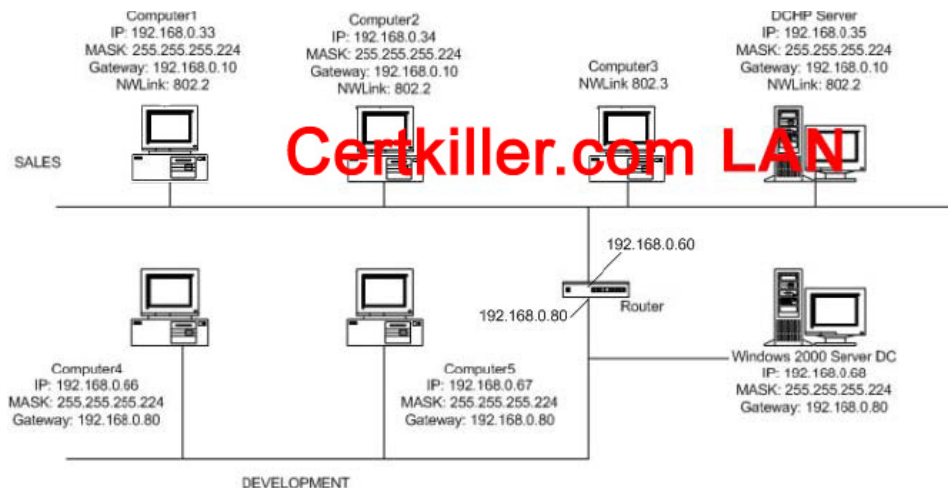 Computer1
IP: 192.168.0.33
MASK: 255.255.255.224
Gateway: 192.168.0.10
NWLink: 802.2
Computer2
IP: 192.168.0.34
MASK: 255.255.255.224
Gateway: 192.168.0.10
NWLink: 802.2
Computer3
NWLink 802.3
DCHP Server
IP: 192.168.0.35
MASK: 255.255.255.224
Gateway: 192.168.0.10
NWLink: 802.2
Certkiller.com LAN
SALES
192.168.0.60
192.168.0.80
Router
Computer4
IP: 192.168.0.66
MASK: 255.255.255.224
Gateway: 192.168.0.80
Computer5
IP: 192.168.0.67
MASK: 255.255.255.224
Gateway: 192.168.0.80
Windows 2000 Server DC
IP: 192.168.0.68
MASK: 255.255.255.224
Gateway: 192.168.0.80
DEVELOPMENT